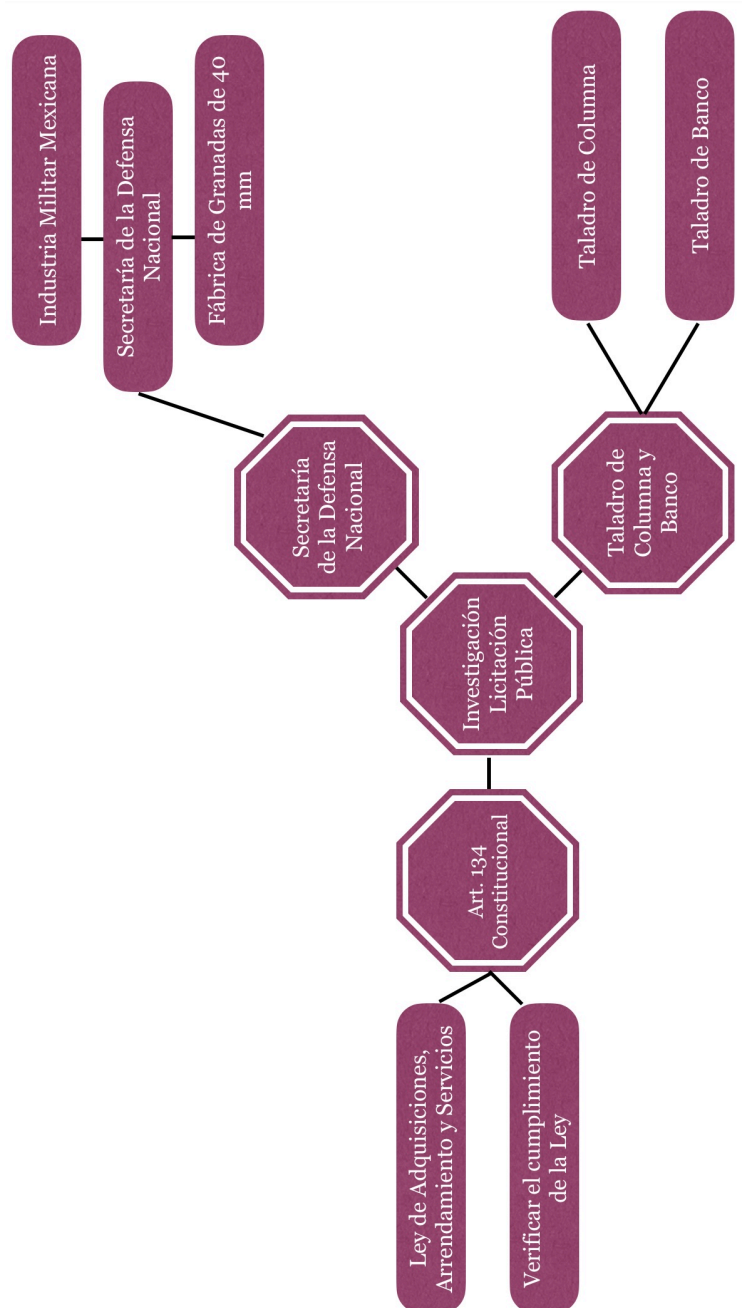 Industria Militar Mexicana
Secretaría de la Defensa
Nacional
Fábrica de Granadas de 40
mm
Secretaría
de la Defensa
Nacional
Investigación
Licitación
Pública
Art. 134
Constitucional
Ley de Adquisiciones,
Arrendamiento y Servicios
Verificar el cumplimiento
de la Ley
Taladro de
Columna y
Banco
Taladro de Columna
Taladro de Banco